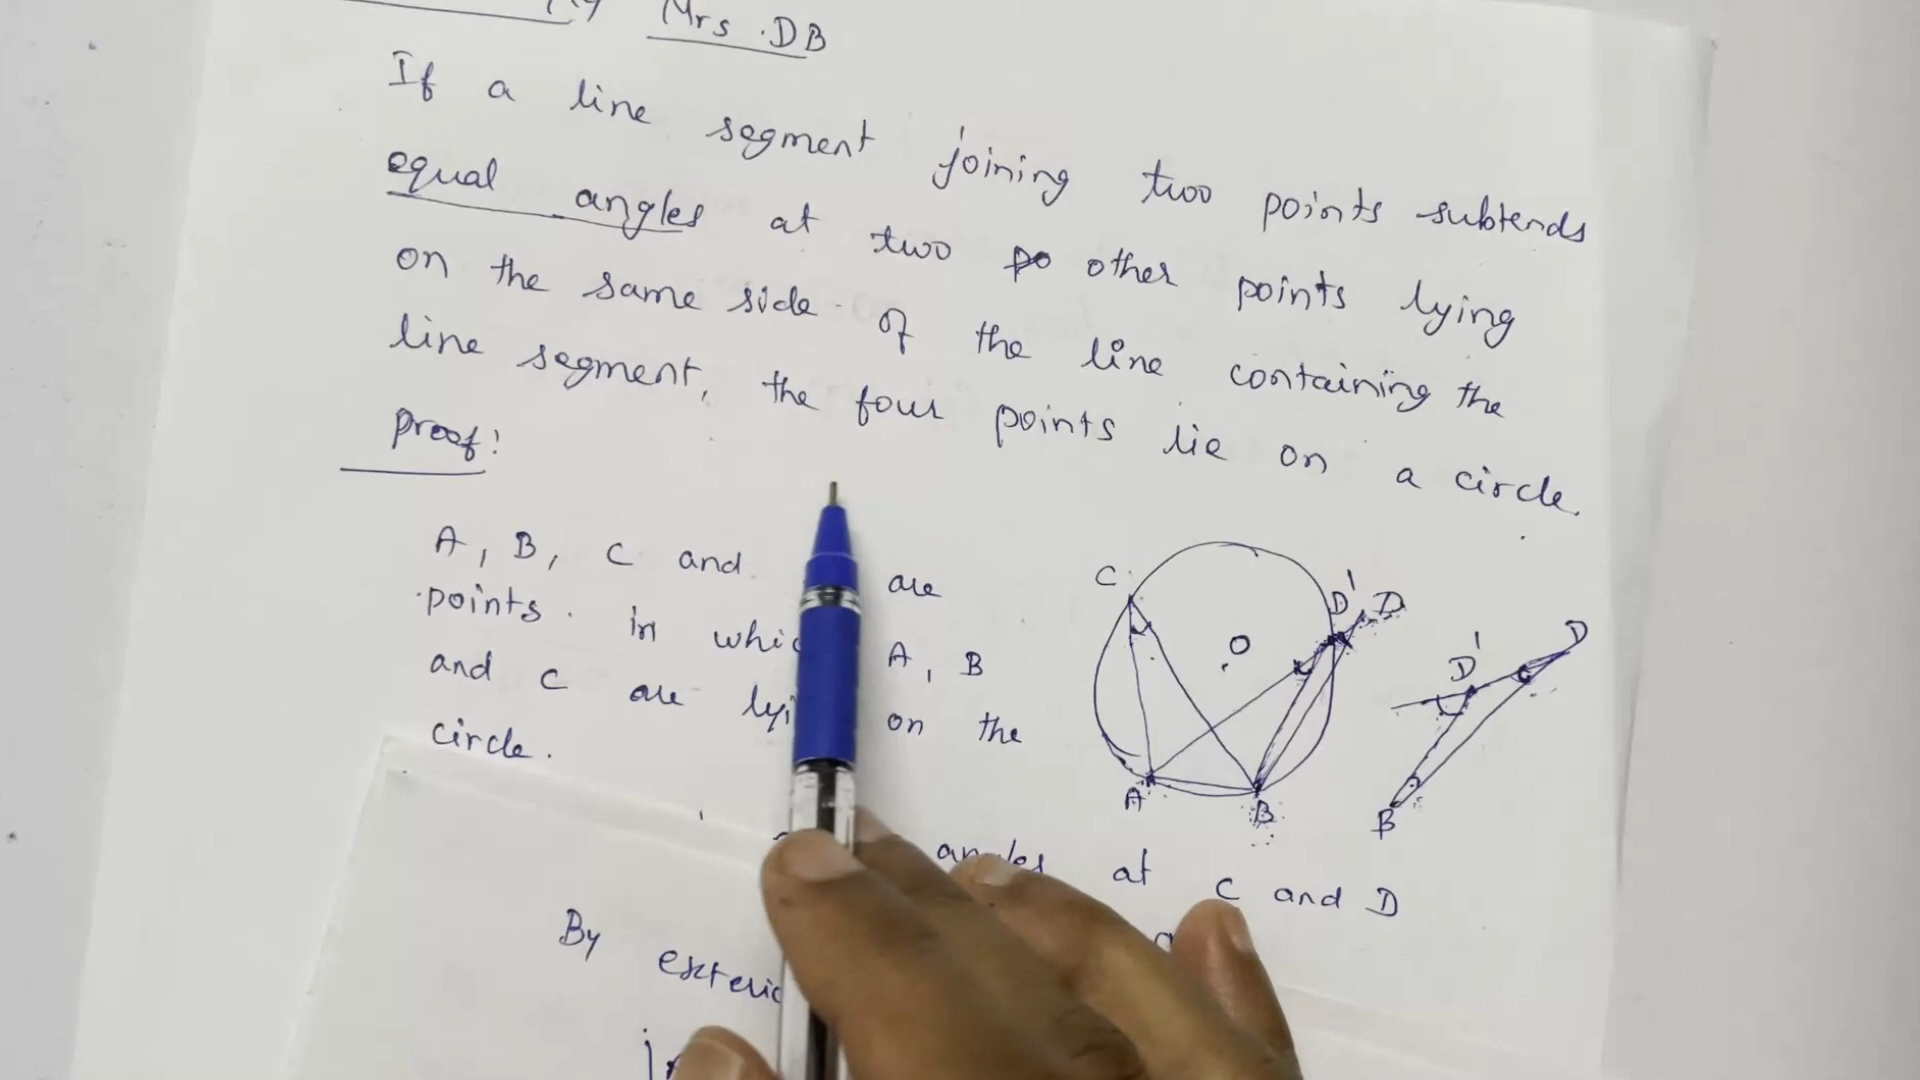 Mrs. DB
If a line segment joining two points subtends
equal angles at two other points lying
on the same side of the line containing the
line segment, the four points lie on a circle.
Proof:
A, B, C and are
points. in A, B
and C are on the
circle.
C
O
D'
D
A
B
D'
D
B
angles at C and D
By